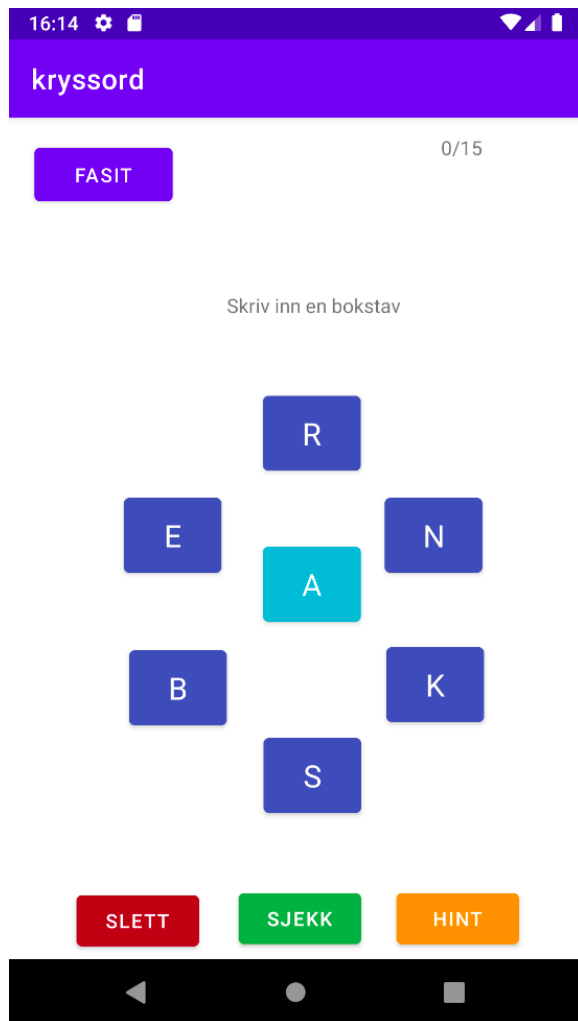 16:14
kryssord
0/15
FASIT
Skriv inn en bokstav
R
E
N
A
B
K
S
SLETT
SJEKK
HINT